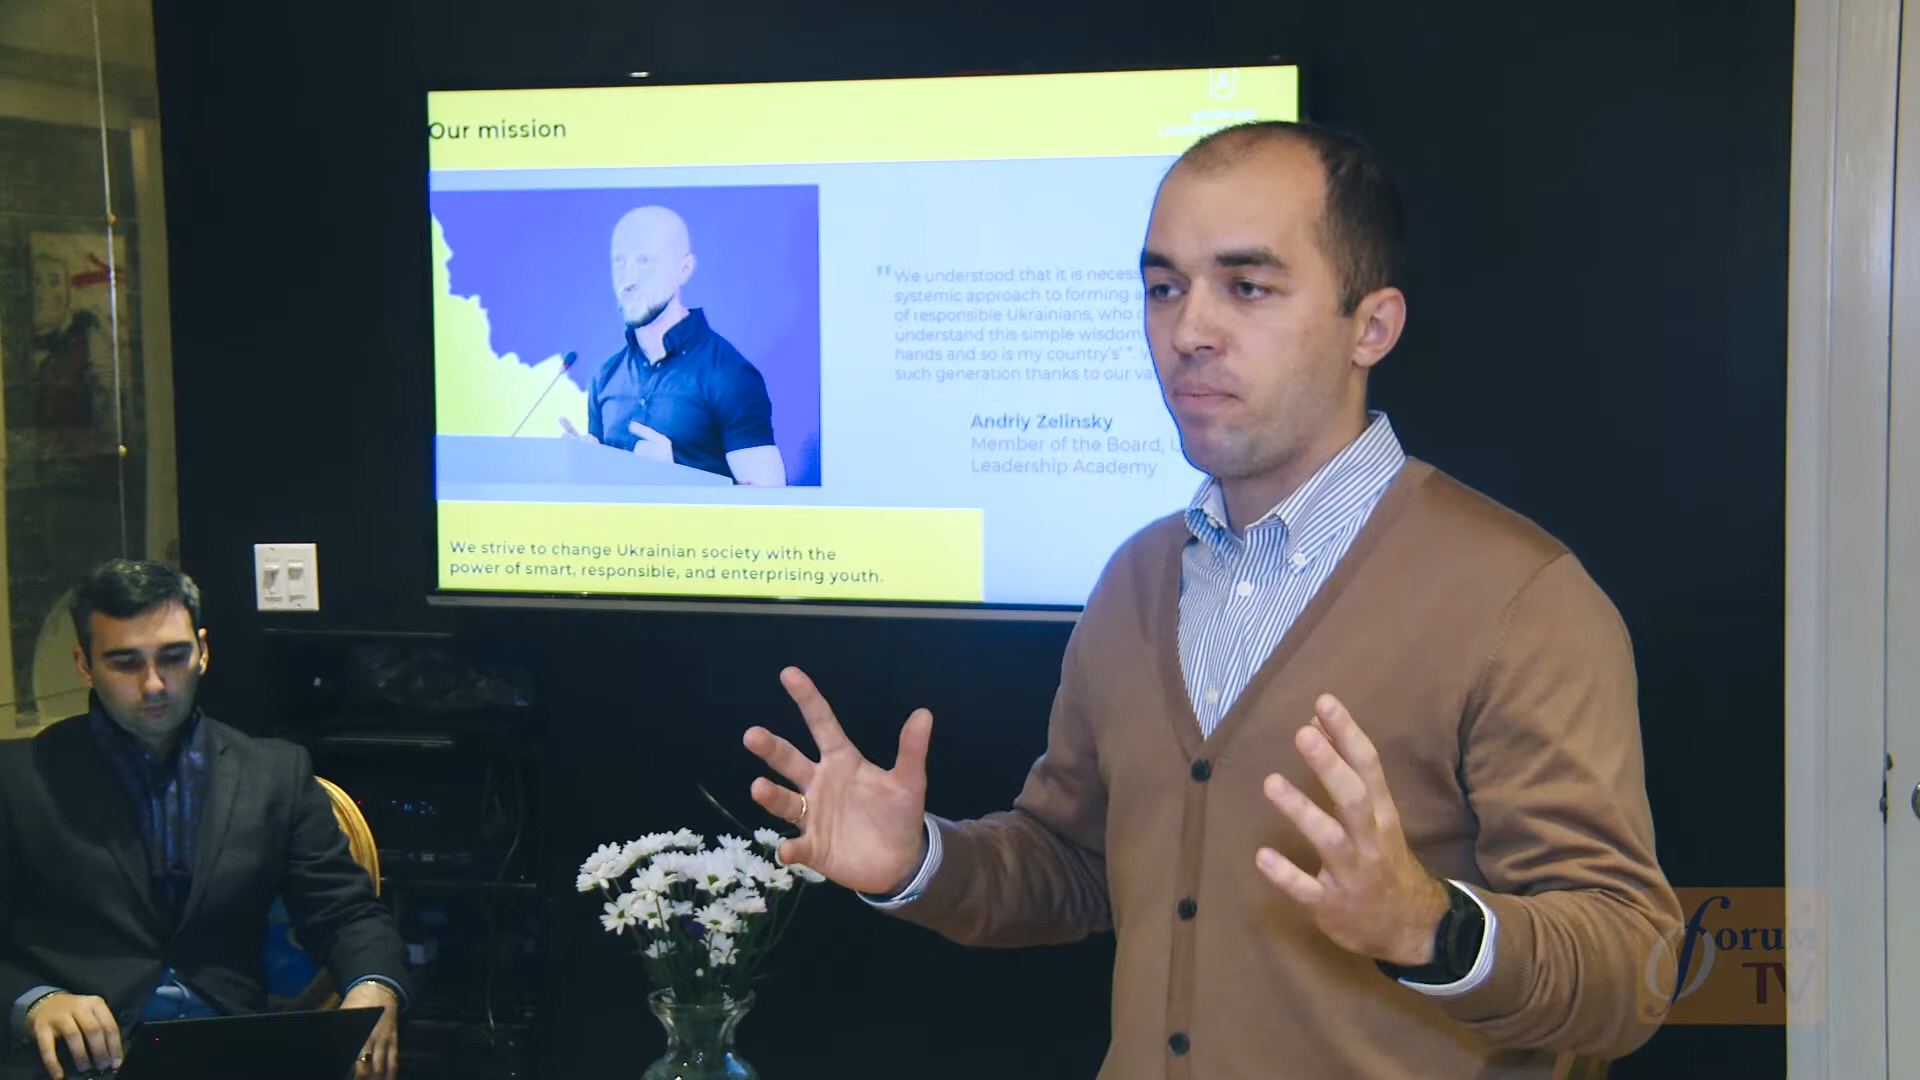 Our mission
"We understood that it is necess
systemic approach to forming a
of responsible Ukrainians, who
understand this simple wisdom
hands and so is my country's'".
such generation thanks to our va
Andriy Zelinsky
Member of the Board,
Leadership Academy
We strive to change Ukrainian society with the
power of smart, responsible, and enterprising youth.
forum
TV